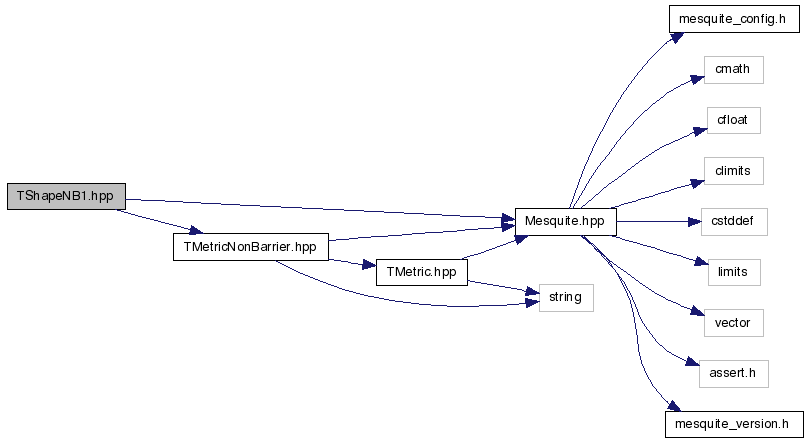 mesquite_config.h
cmath
cfloat
climits
TShapeNB1.hpp
Mesquite.hpp
cstddef
TMetricNonBarrier.hpp
TMetric.hpp
limits
string
vector
assert.h
mesquite_version.h